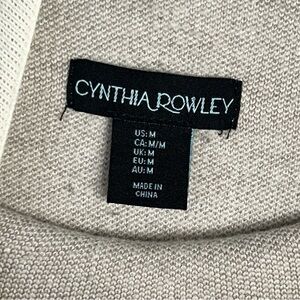 CYNTHIA ROWLEY
US: M
CA: M/M
UK: M
EU: M
AU: M
MADE IN
CHINA